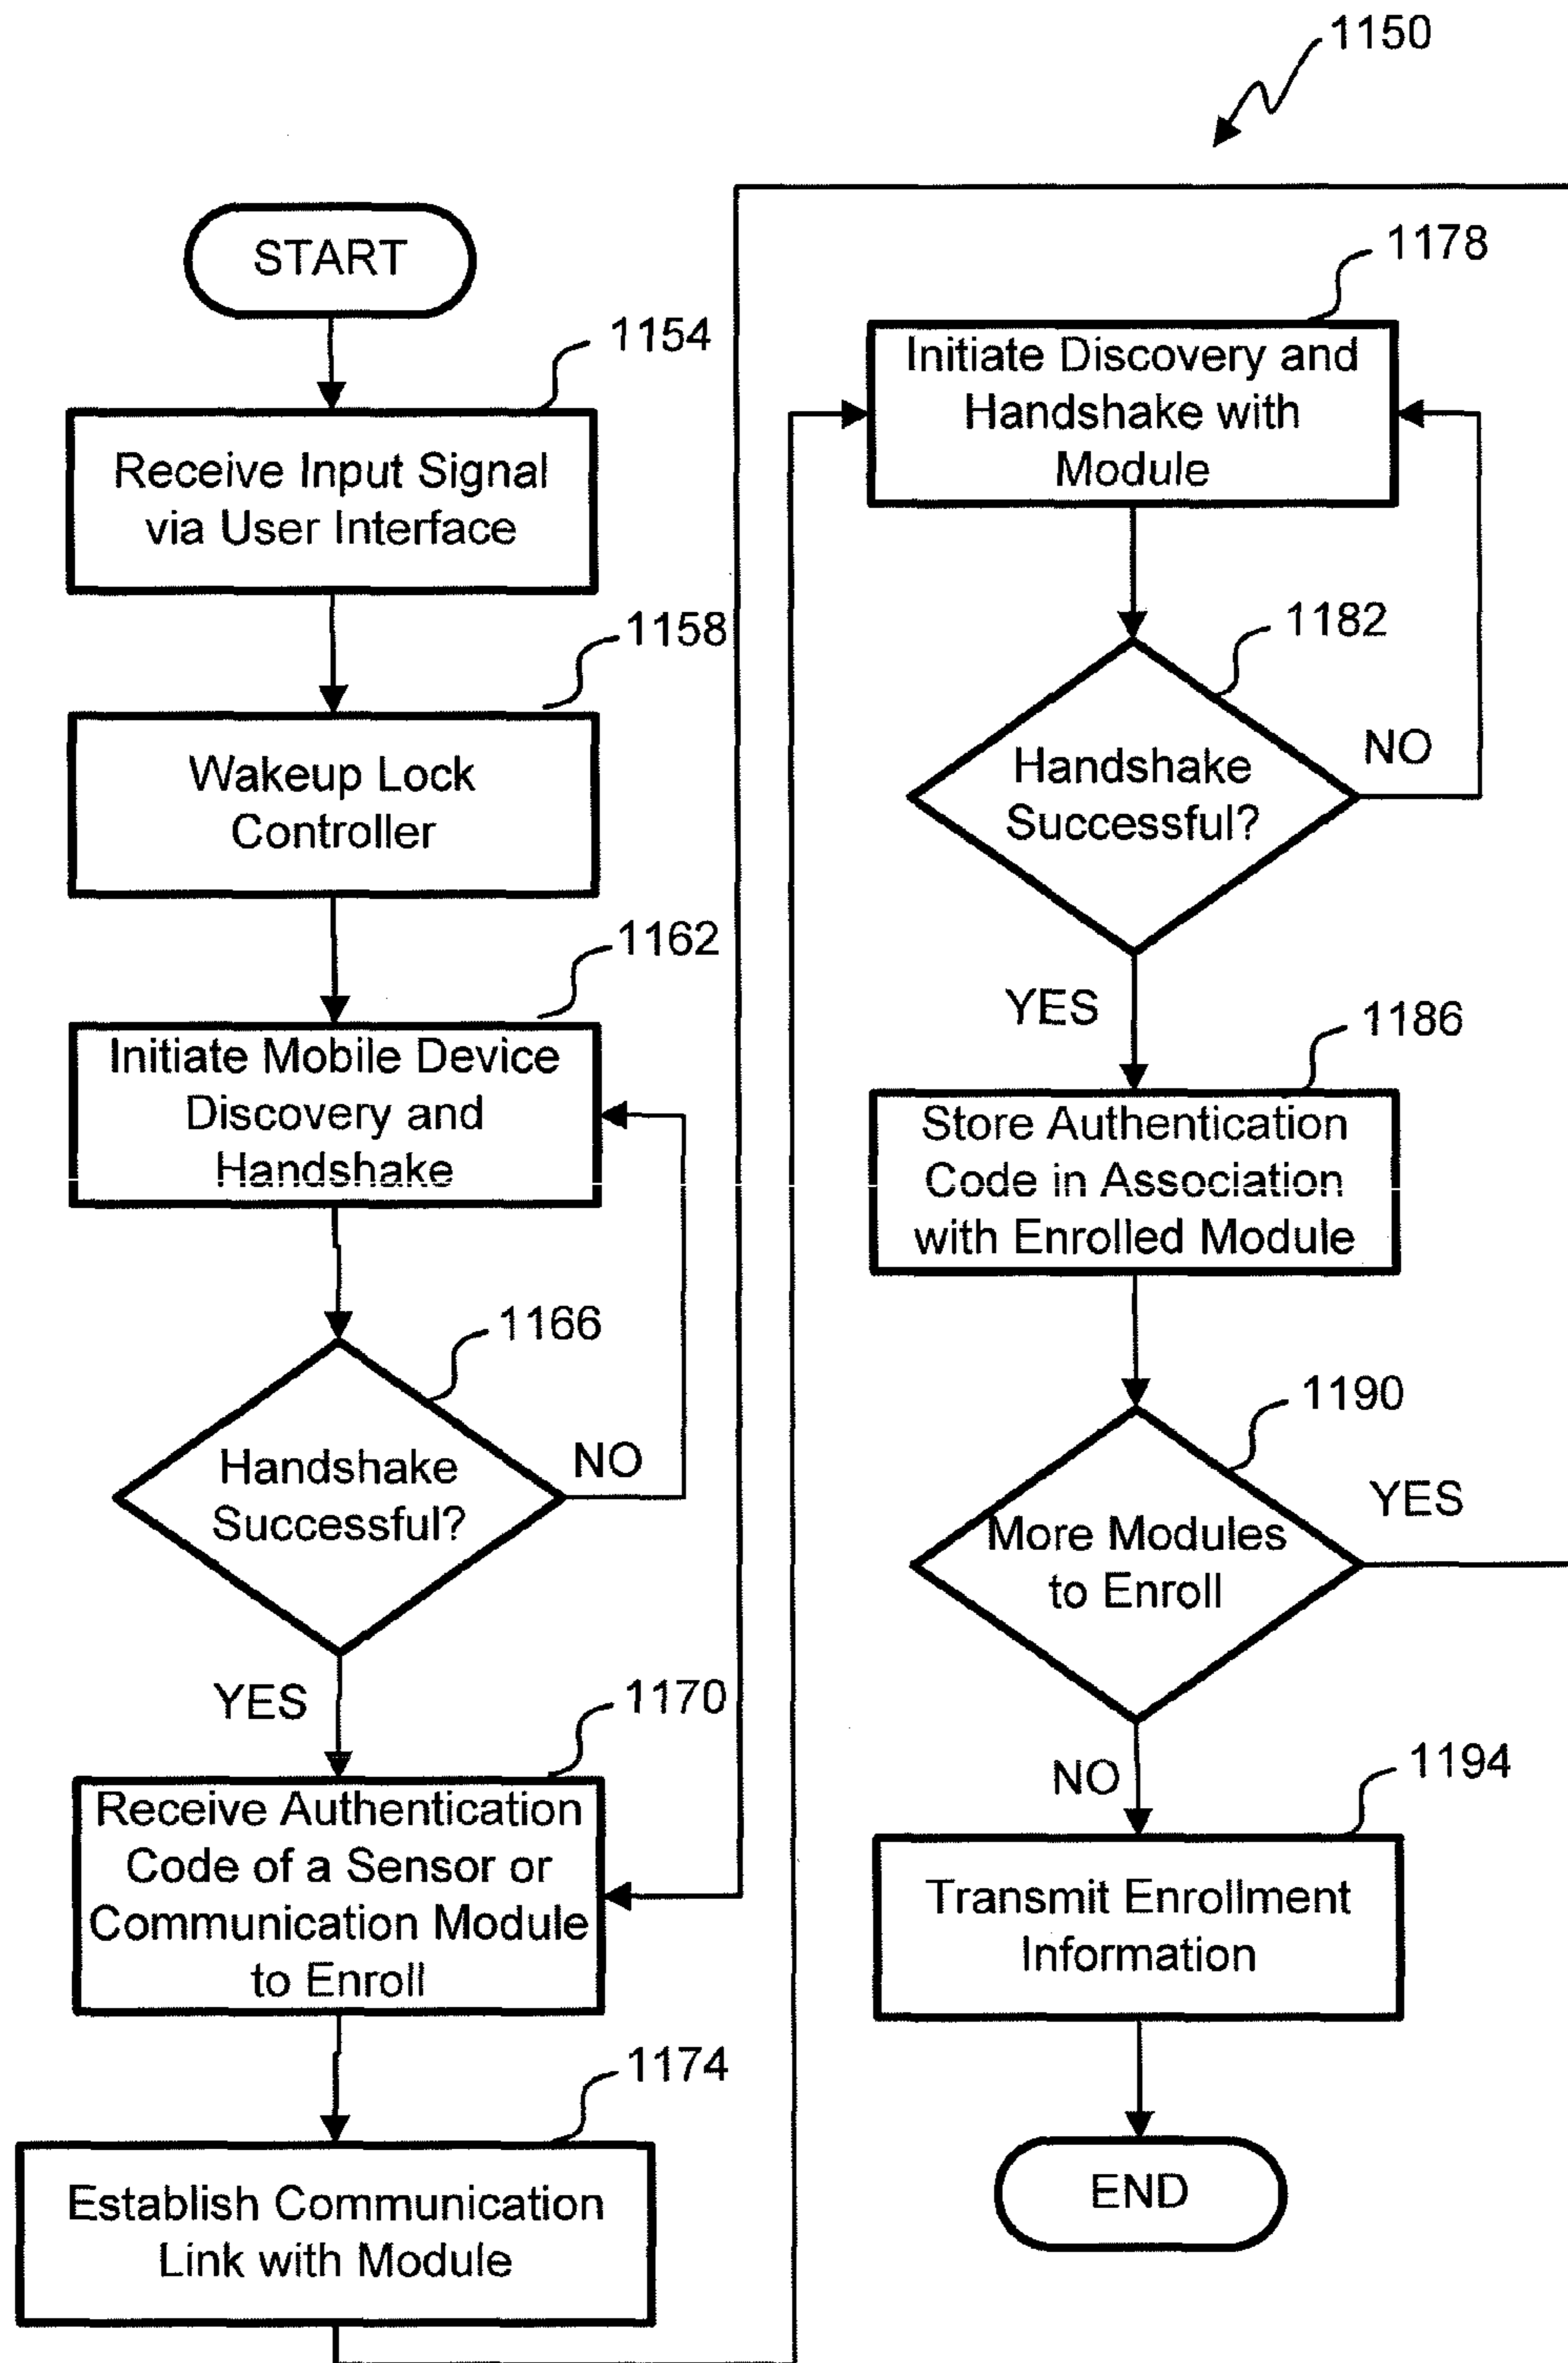 1150
START
1154
Receive Input Signal
via User Interface
1158
Wakeup Lock
Controller
1162
Initiate Mobile Device
Discovery and
Handshake
1166
Handshake
Successful?
NO
YES
1170
Receive Authentication
Code of a Sensor or
Communication Module
to Enroll
1174
Establish Communication
Link with Module
1178
Initiate Discovery and
Handshake with
Module
1182
Handshake
Successful?
NO
YES
1186
Store Authentication
Code in Association
with Enrolled Module
1190
More Modules
to Enroll
YES
NO
1194
Transmit Enrollment
Information
END